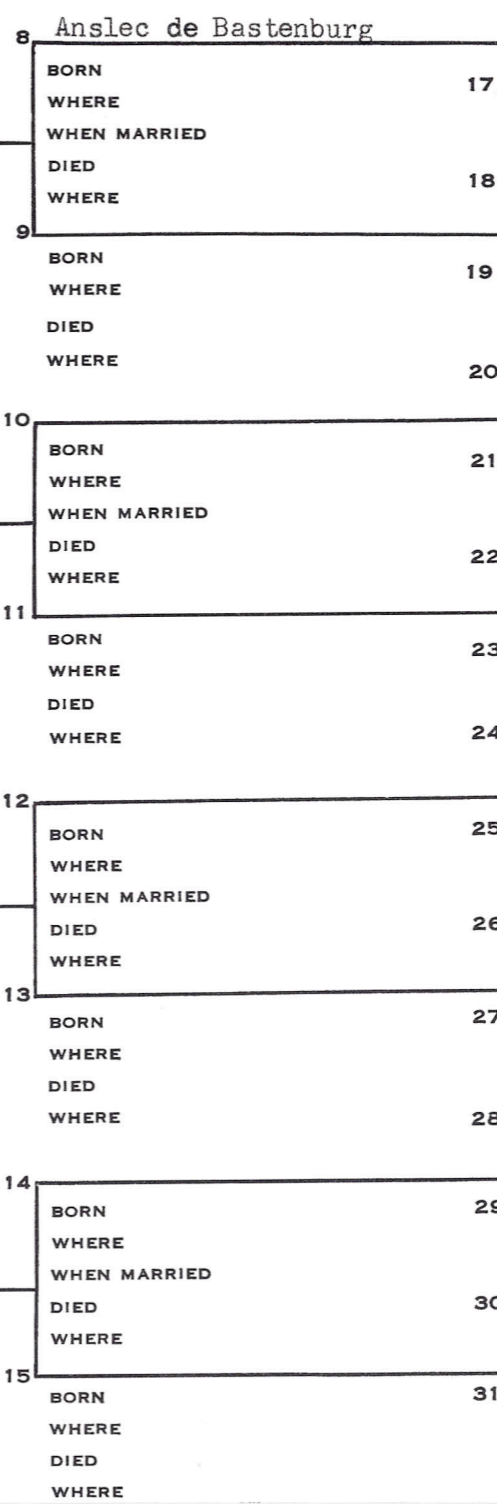 8 Anslec de Bastenburg
BORN
17
WHERE
WHEN MARRIED
DIED
18
WHERE
9
BORN
19
WHERE
DIED
WHERE
20
10
BORN
21
WHERE
WHEN MARRIED
DIED
22
WHERE
11
BORN
23
WHERE
DIED
24
WHERE
12
25
BORN
WHERE
WHEN MARRIED
26
DIED
WHERE
13
27
BORN
WHERE
DIED
28
WHERE
14
29
BORN
WHERE
WHEN MARRIED
30
DIED
WHERE
15
31
BORN
WHERE
DIED
WHERE